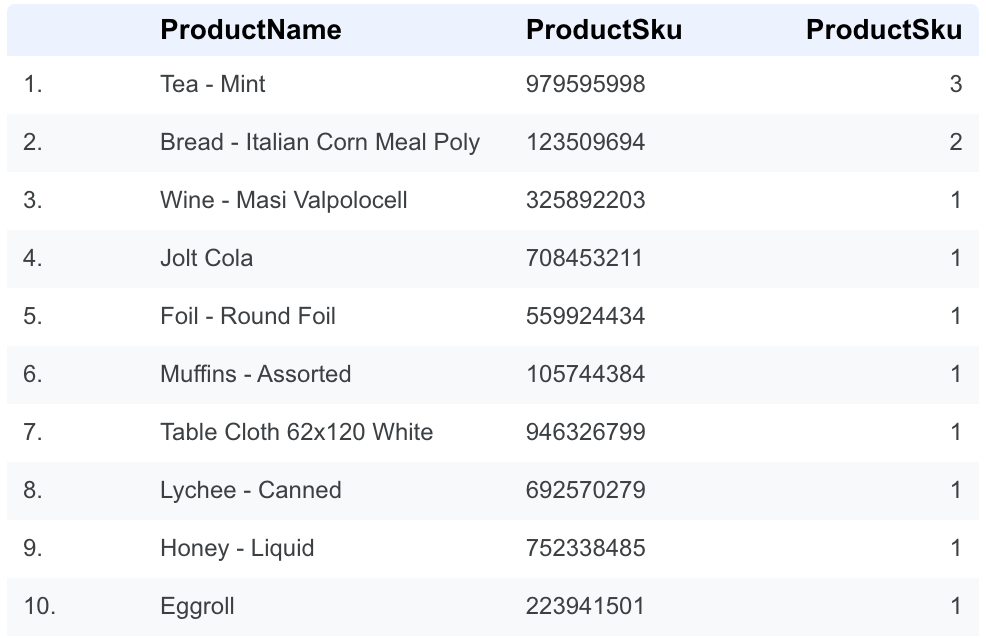 ProductName ProductSku ProductSku
1. Tea - Mint 979595998 3
2. Bread - Italian Corn Meal Poly 123509694 2
3. Wine - Masi Valpolocell 325892203 1
4. Jolt Cola 708453211 1
5. Foil - Round Foil 559924434 1
6. Muffins - Assorted 105744384 1
7. Table Cloth 62x120 White 946326799 1
8. Lychee - Canned 692570279 1
9. Honey - Liquid 752338485 1
10. Eggroll 223941501 1